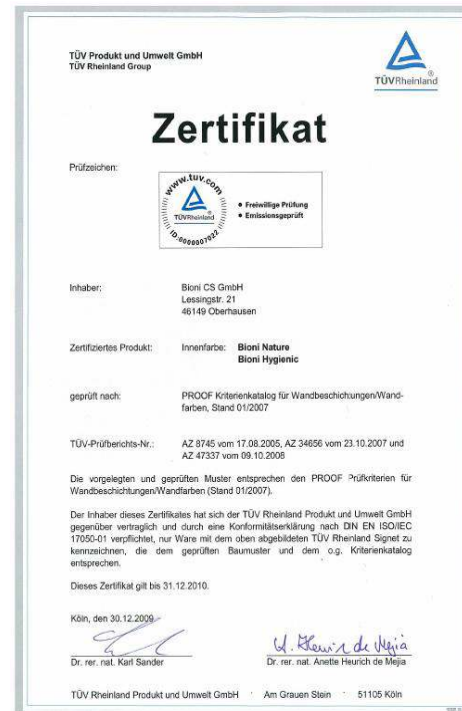 TÜV Produkt und Umwelt GmbH
TÜV Rheinland Group
®
TÜVRheinland
Zertifikat
Prüfzeichen:
www.tuv.com
TÜVRheinland
ID:0000007022
• Freiwillige Prüfung
• Emissionsgeprüft
Inhaber: Bioni CS GmbH
Lessingstr. 21
46149 Oberhausen
Zertifiziertes Produkt: Innenfarbe: Bioni Nature
Bioni Hygienic
geprüft nach: PROOF Kriterienkatalog für Wandbeschichtungen/Wand-
farben, Stand 01/2007
TÜV-Prüfberichts-Nr.: AZ 8745 vom 17.08.2005, AZ 34656 vom 23.10.2007 und
AZ 47337 vom 09.10.2008
Die vorgelegten und geprüften Muster entsprechen den PROOF Prüfkriterien für
Wandbeschichtungen/Wandfarben (Stand 01/2007).
Der Inhaber dieses Zertifikates hat sich der TÜV Rheinland Produkt und Umwelt GmbH
gegenüber vertraglich und durch eine Konformitätserklärung nach DIN EN ISO/IEC
17050-01 verpflichtet, nur Ware mit dem oben abgebildeten TÜV Rheinland Signet zu
kennzeichnen, die dem geprüften Baumuster und dem o.g. Kriterienkatalog
entsprechen.
Dieses Zertifikat gilt bis 31.12.2010.
Köln, den 30.12.2009
A. Heurich de Mejia
Dr. rer. nat. Karl Sander Dr. rer. nat. Anette Heurich de Mejia
TÜV Rheinland Produkt und Umwelt GmbH · Am Grauen Stein · 51105 Köln